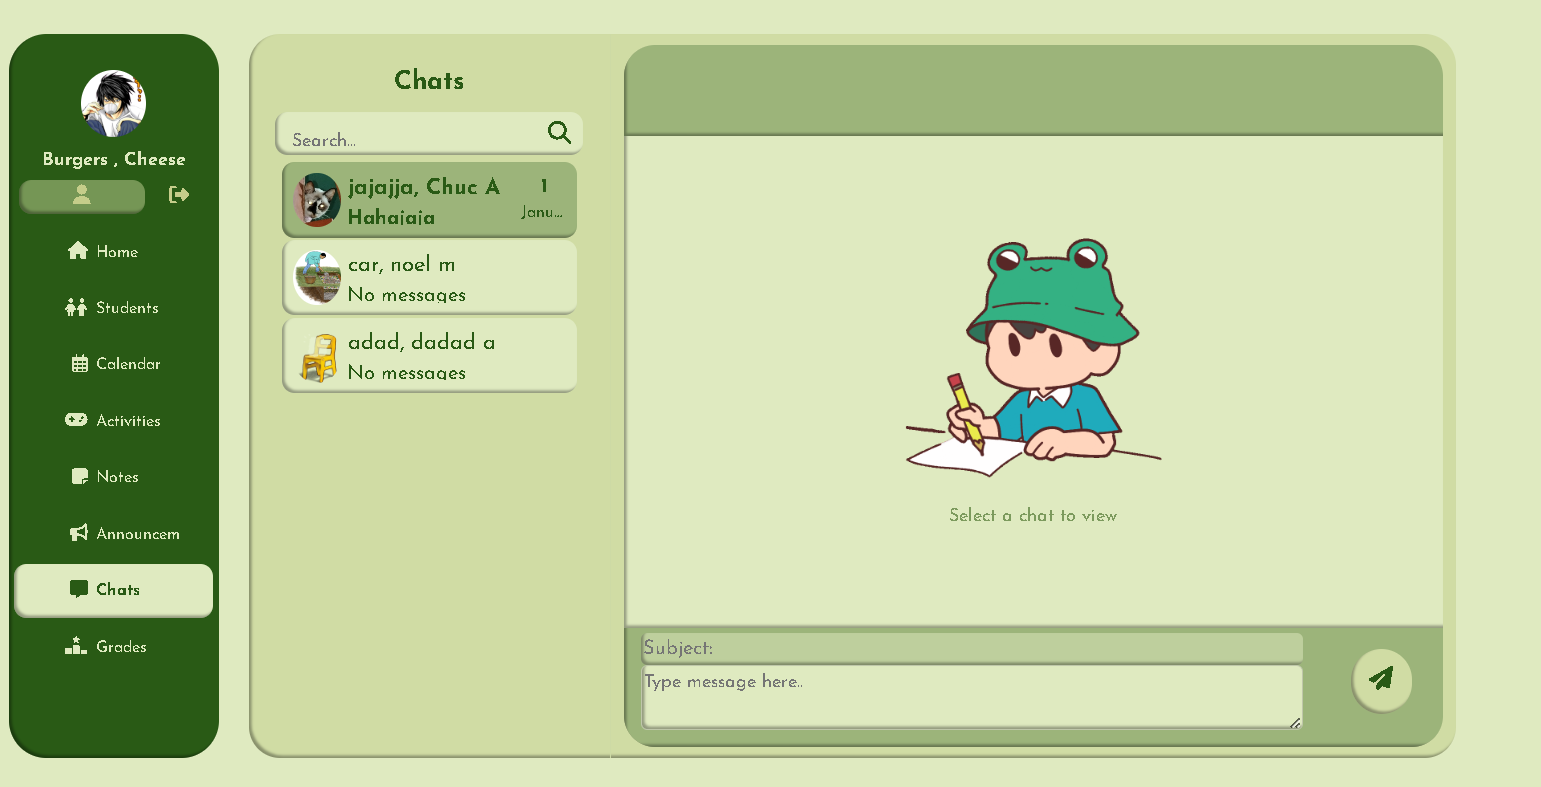 Burgers , Cheese
Home
Students
Calendar
Activities
Notes
Announcem
Chats
Grades
Chats
Search...
jajajja, Chuc A
1
Hahajaja
Janu...
car, noel m
No messages
adad, dadad a
No messages
Select a chat to view
Subject:
Type message here..